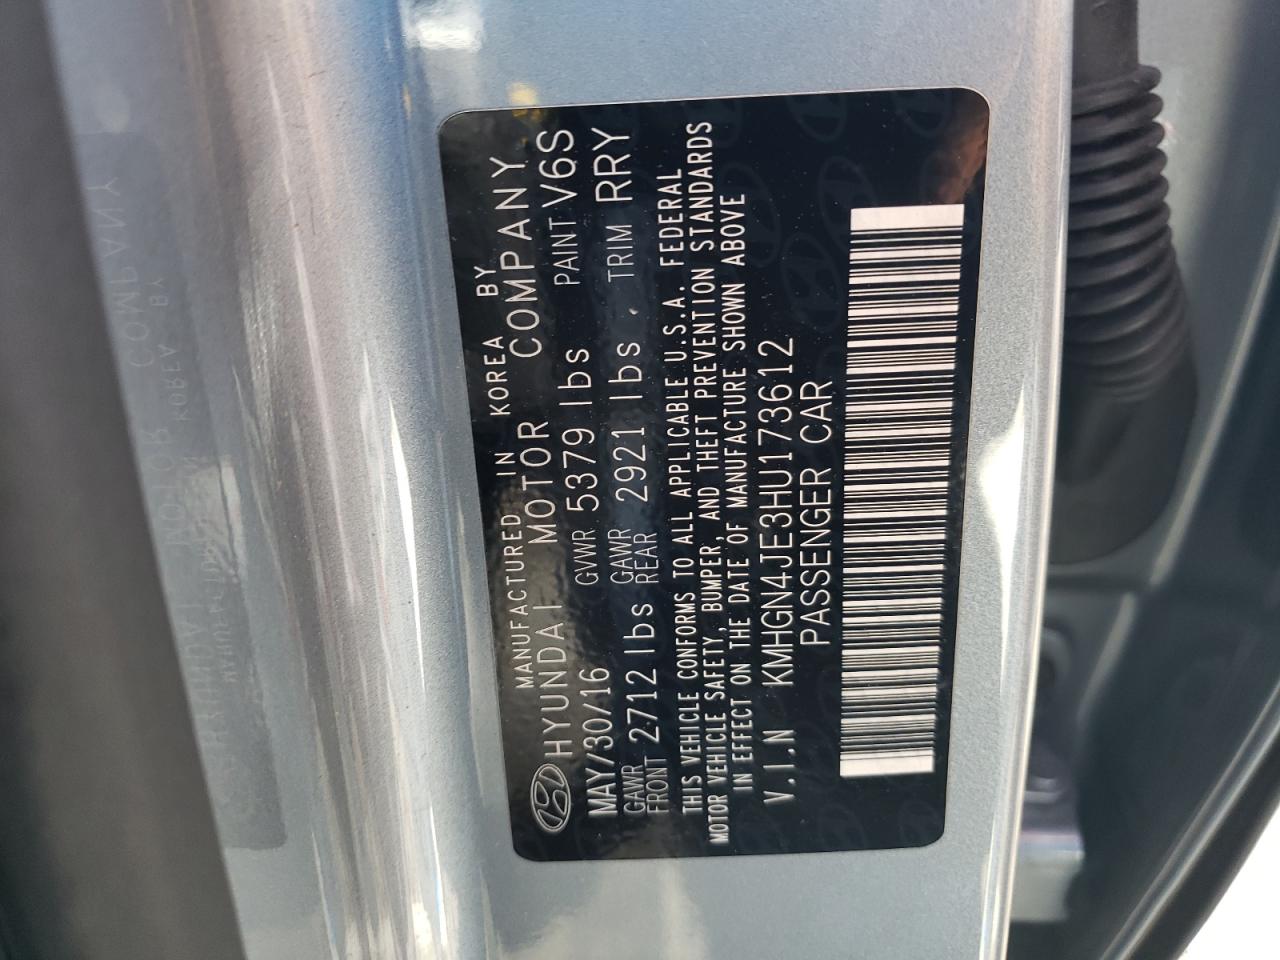 MANUFACTURED IN KOREA BY
HYUNDAI MOTOR COMPANY
MAY/30/16 GVWR 5379 lbs PAINT V6S
GAWR FRONT 2712 lbs GAWR REAR 2921 lbs. TRIM RRY
THIS VEHICLE CONFORMS TO ALL APPLICABLE U.S.A. FEDERAL
MOTOR VEHICLE SAFETY, BUMPER, AND THEFT PREVENTION STANDARDS
IN EFFECT ON THE DATE OF MANUFACTURE SHOWN ABOVE
V.I.N KMHGN4JE3HU173612
PASSENGER CAR